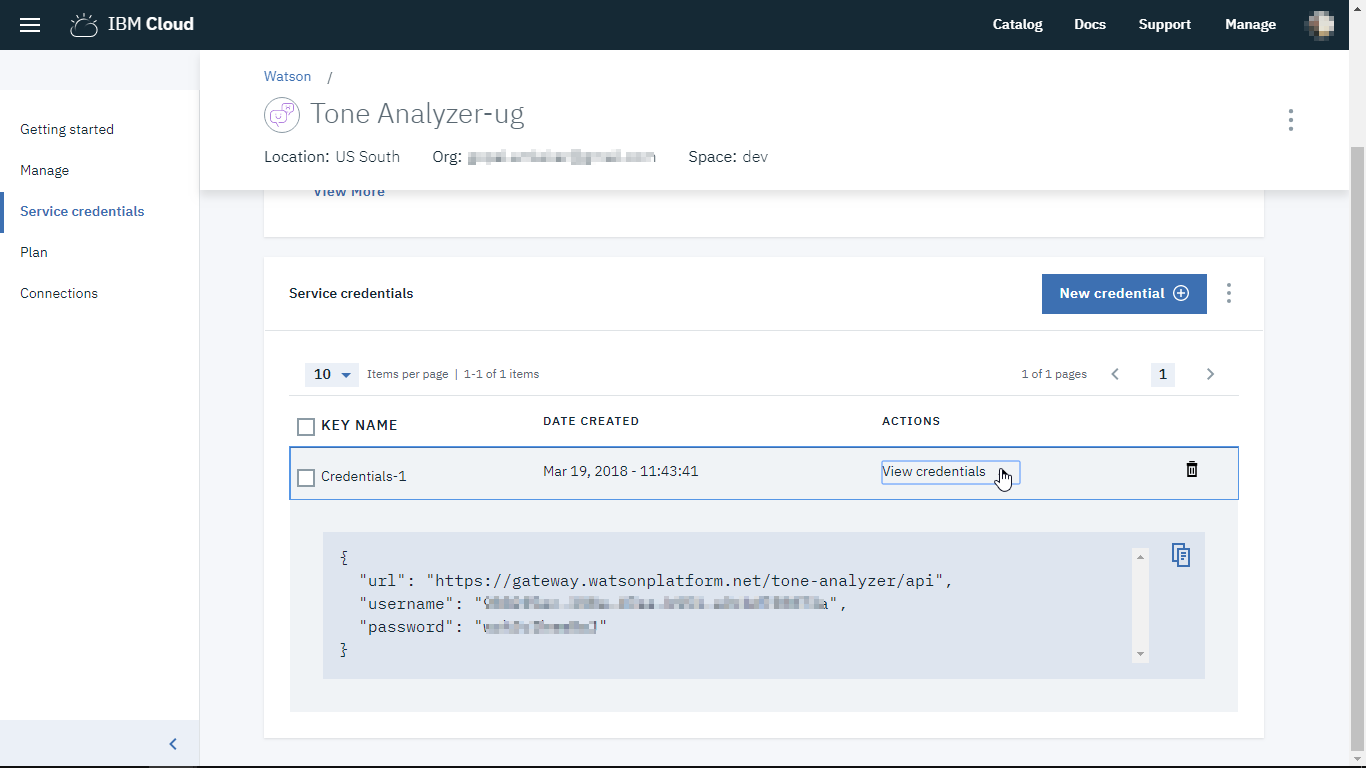 IBM Cloud
Catalog Docs Support Manage
Getting started
Manage
Service credentials
Plan
Connections
Watson /
Tone Analyzer-ug
Location: US South Org: Space: dev
View More
Service credentials
New credential
10 Items per page | 1-1 of 1 items
1 of 1 pages 1
KEY NAME DATE CREATED ACTIONS
Credentials-1 Mar 19, 2018 - 11:43:41 View credentials
{
"url": "https://gateway.watsonplatform.net/tone-analyzer/api",
"username": "
"password": "
}